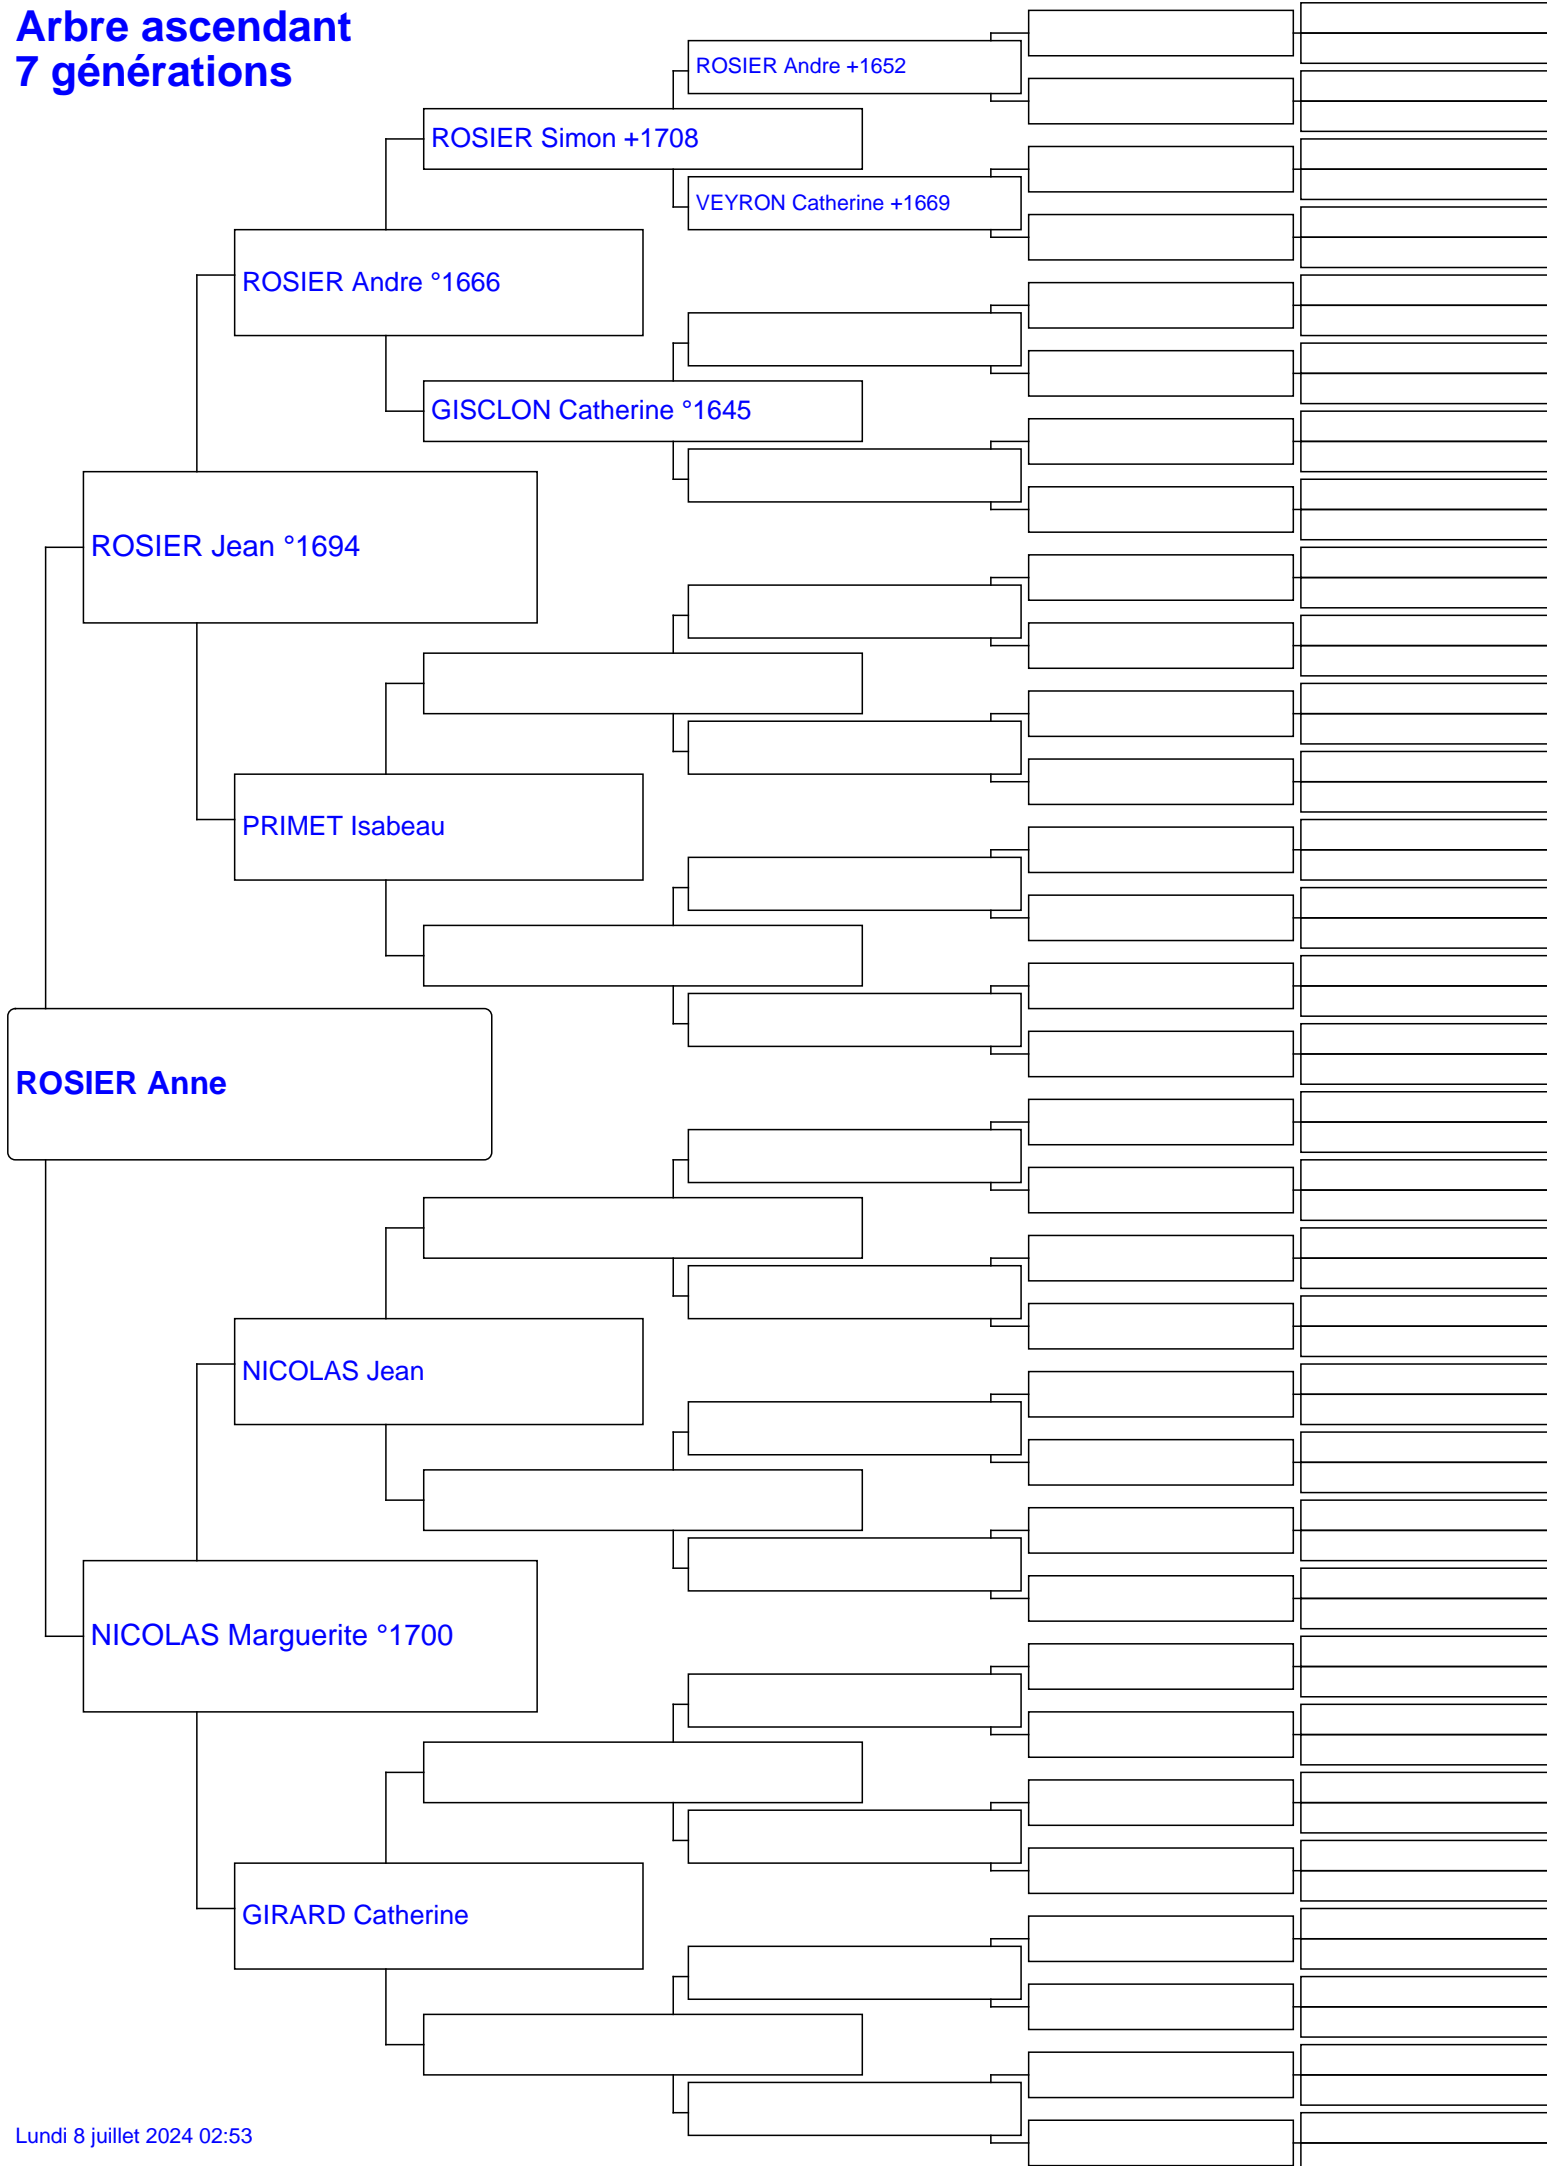 Arbre ascendant
7 générations
ROSIER Andre +1652
ROSIER Simon +1708
VEYRON Catherine +1669
ROSIER Andre °1666
GISCLON Catherine °1645
ROSIER Jean °1694
PRIMET Isabeau
ROSIER Anne
NICOLAS Jean
NICOLAS Marguerite °1700
GIRARD Catherine
Lundi 8 juillet 2024 02:53